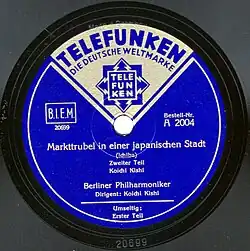 TELEFUNKEN
DIE DEUTSCHE WELTMARKE
TELE
FUN
KEN
B.I.E.M.
20699
Bestell-Nr.
A 2004
Markttrubel in einer japanischen Stadt
(Ichiba)
Zweiter Teil
Koichi Kishi
Berliner Philharmoniker
Dirigent: Koichi Kishi
Umseitig:
Erster Teil
20699